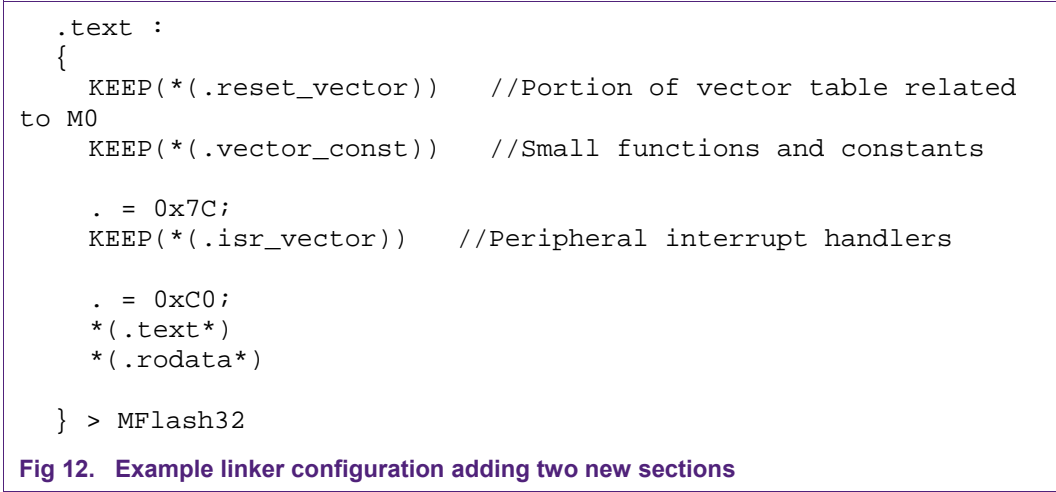 .text :
{
KEEP(*(.reset_vector)) //Portion of vector table related
to M0
KEEP(*(.vector_const)) //Small functions and constants
. = 0x7C;
KEEP(*(.isr_vector)) //Peripheral interrupt handlers
. = 0xC0;
*(.text*)
*(.rodata*)
} > MFlash32
Fig 12. Example linker configuration adding two new sections